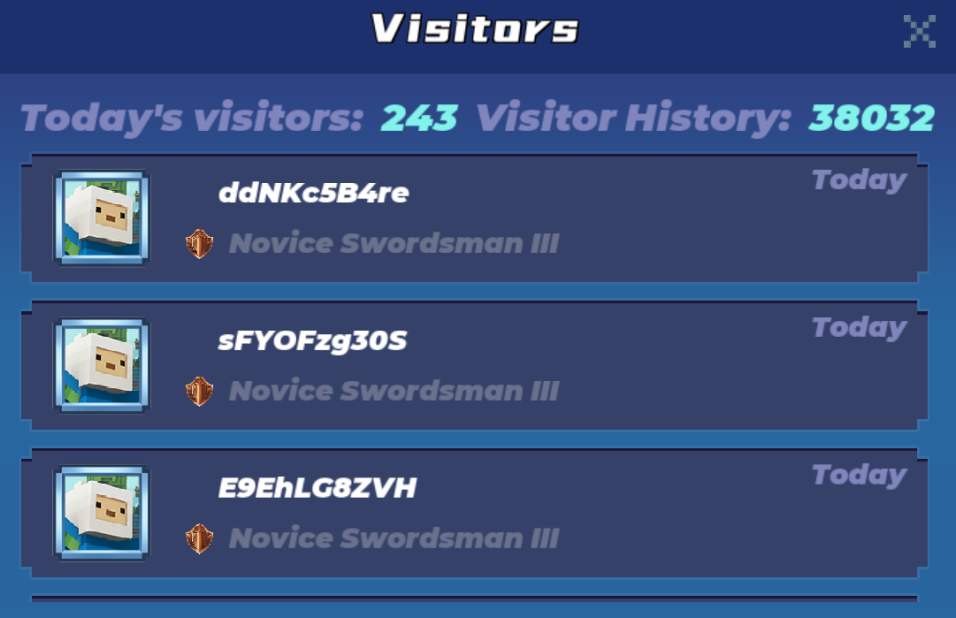 Visitors
Today's visitors: 243 Visitor History: 38032
ddNKc5B4re
Today
Novice Swordsman III
sFYOFzg30S
Today
Novice Swordsman III
E9EhLG8ZVH
Today
Novice Swordsman III